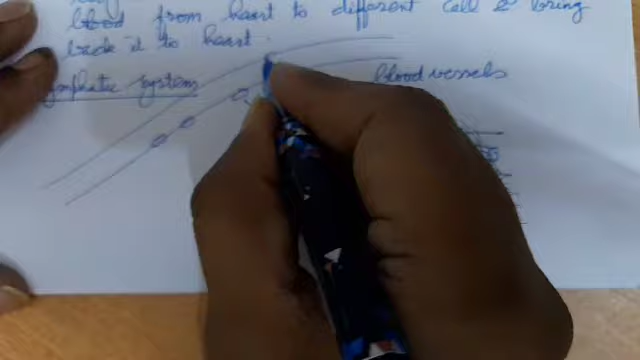 blood from heart to different cell & bring
back it to heart.
lymphatic system
blood vessels